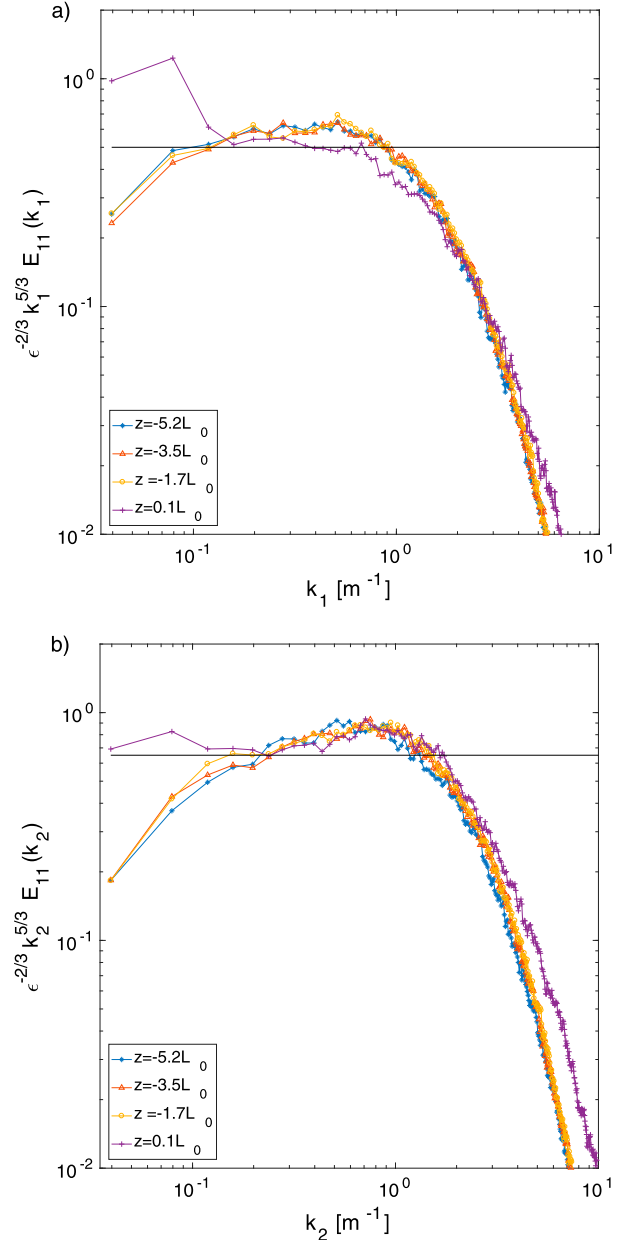 a)
10^0
10^-1
10^-2
ϵ^-2/3 k_1^5/3 E_11 (k_1)
z=-5.2L_0
z=-3.5L_0
z =-1.7L_0
z=0.1L_0
10^-1 10^0 10^1
k_1 [m^-1]
b)
10^0
10^-1
10^-2
ϵ^-2/3 k_2^5/3 E_11 (k_2)
z=-5.2L_0
z=-3.5L_0
z =-1.7L_0
z=0.1L_0
10^-1 10^0 10^1
k_2 [m^-1]